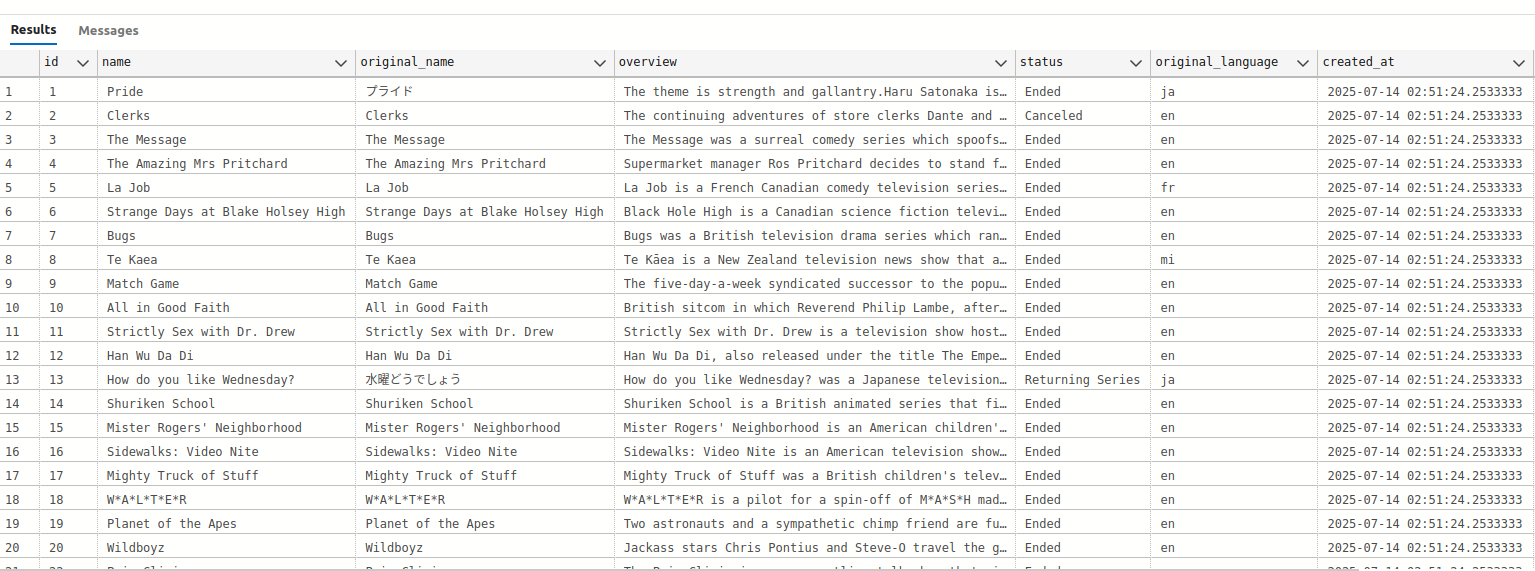 Results Messages
id name original_name overview status original_language created_at
1 1 Pride プライド The theme is strength and gallantry.Haru Satonaka is… Ended ja 2025-07-14 02:51:24.2533333
2 2 Clerks Clerks The continuing adventures of store clerks Dante and … Canceled en 2025-07-14 02:51:24.2533333
3 3 The Message The Message The Message was a surreal comedy series which spoofs… Ended en 2025-07-14 02:51:24.2533333
4 4 The Amazing Mrs Pritchard The Amazing Mrs Pritchard Supermarket manager Ros Pritchard decides to stand f… Ended en 2025-07-14 02:51:24.2533333
5 5 La Job La Job La Job is a French Canadian comedy television series… Ended fr 2025-07-14 02:51:24.2533333
6 6 Strange Days at Blake Holsey High Strange Days at Blake Holsey High Black Hole High is a Canadian science fiction televi… Ended en 2025-07-14 02:51:24.2533333
7 7 Bugs Bugs Bugs was a British television drama series which ran… Ended en 2025-07-14 02:51:24.2533333
8 8 Te Kaea Te Kaea Te Kāea is a New Zealand television news show that a… Ended mi 2025-07-14 02:51:24.2533333
9 9 Match Game Match Game The five-day-a-week syndicated successor to the popu… Ended en 2025-07-14 02:51:24.2533333
10 10 All in Good Faith All in Good Faith British sitcom in which Reverend Philip Lambe, after… Ended en 2025-07-14 02:51:24.2533333
11 11 Strictly Sex with Dr. Drew Strictly Sex with Dr. Drew Strictly Sex with Dr. Drew is a television show host… Ended en 2025-07-14 02:51:24.2533333
12 12 Han Wu Da Di Han Wu Da Di Han Wu Da Di, also released under the title The Empe… Ended en 2025-07-14 02:51:24.2533333
13 13 How do you like Wednesday? 水曜どうでしょう How do you like Wednesday? was a Japanese television… Returning Series ja 2025-07-14 02:51:24.2533333
14 14 Shuriken School Shuriken School Shuriken School is a British animated series that fi… Ended en 2025-07-14 02:51:24.2533333
15 15 Mister Rogers' Neighborhood Mister Rogers' Neighborhood Mister Rogers' Neighborhood is an American children'… Ended en 2025-07-14 02:51:24.2533333
16 16 Sidewalks: Video Nite Sidewalks: Video Nite Sidewalks: Video Nite is an American television show… Ended en 2025-07-14 02:51:24.2533333
17 17 Mighty Truck of Stuff Mighty Truck of Stuff Mighty Truck of Stuff was a British children's telev… Ended en 2025-07-14 02:51:24.2533333
18 18 W*A*L*T*E*R W*A*L*T*E*R W*A*L*T*E*R is a pilot for a spin-off of M*A*S*H mad… Ended en 2025-07-14 02:51:24.2533333
19 19 Planet of the Apes Planet of the Apes Two astronauts and a sympathetic chimp friend are fu… Ended en 2025-07-14 02:51:24.2533333
20 20 Wildboyz Wildboyz Jackass stars Chris Pontius and Steve-O travel the g… Ended en 2025-07-14 02:51:24.2533333